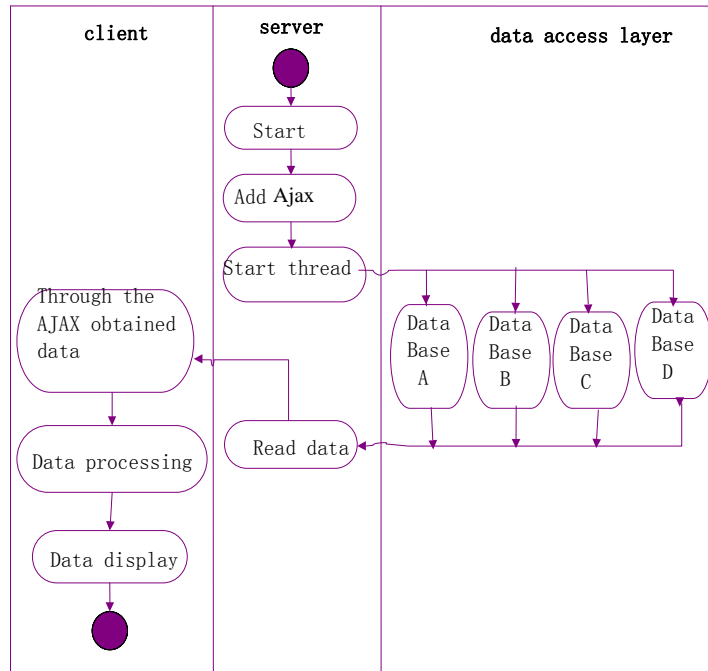 client
server
data access layer
Start
Add Ajax
Start thread
Through the
AJAX obtained
data
Data
Base
A
Data
Base
B
Data
Base
C
Data
Base
D
Read data
Data processing
Data display